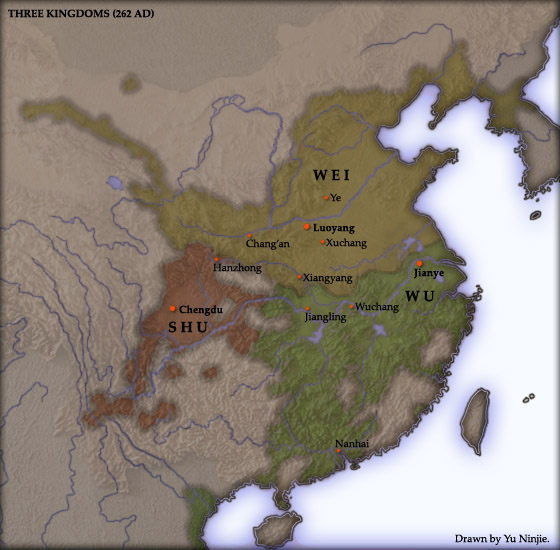 THREE KINGDOMS (262 AD)
WEI
Ye
Luoyang
Chang'an
Xuchang
Hanzhong
Xiangyang
Jianye
WU
Chengdu
Jiangling
Wuchang
SHU
Nanhai
Drawn by Yu Ninjie.